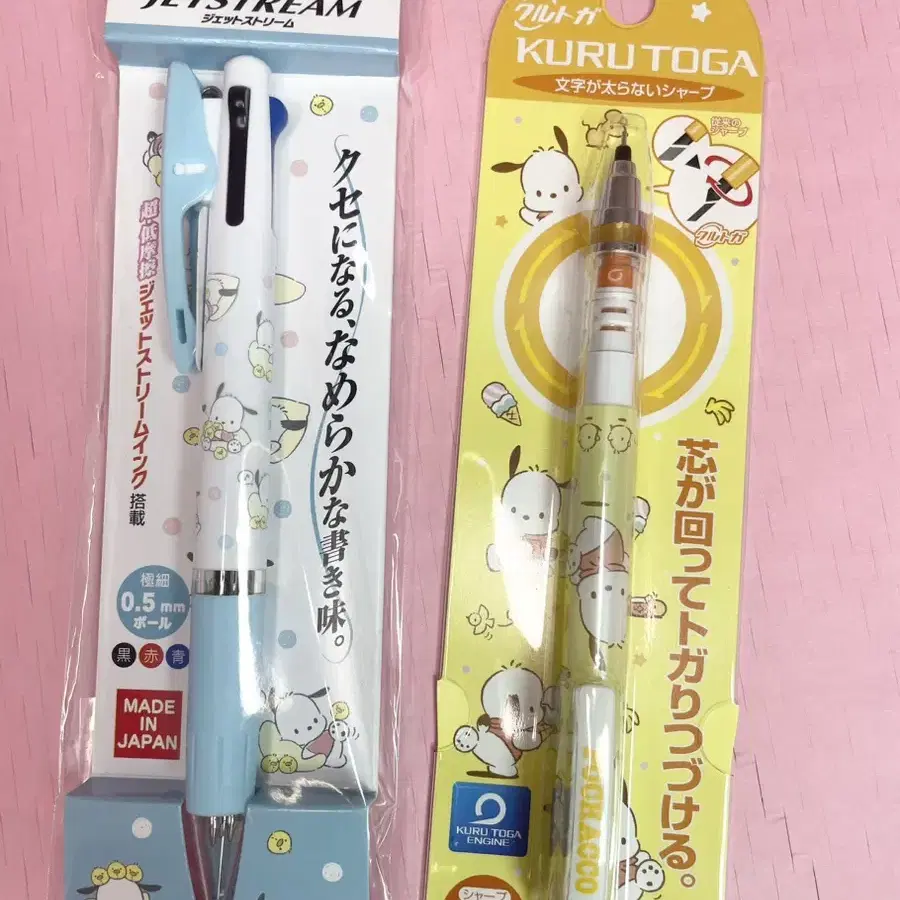 JETSTREAM
ジェットストリーム
クセになる、なめらかな書き味。
超・低摩擦ジェットストリームインク搭載
極細
0.5mm
ボール
黒 赤 青
MADE
IN
JAPAN
クルトガ
KURU TOGA
文字が太らないシャープ
従来の
シャープ
クルトガ
芯が回ってトガりつづける。
POXACCO
KURU TOGA
ENGINE
シャープ